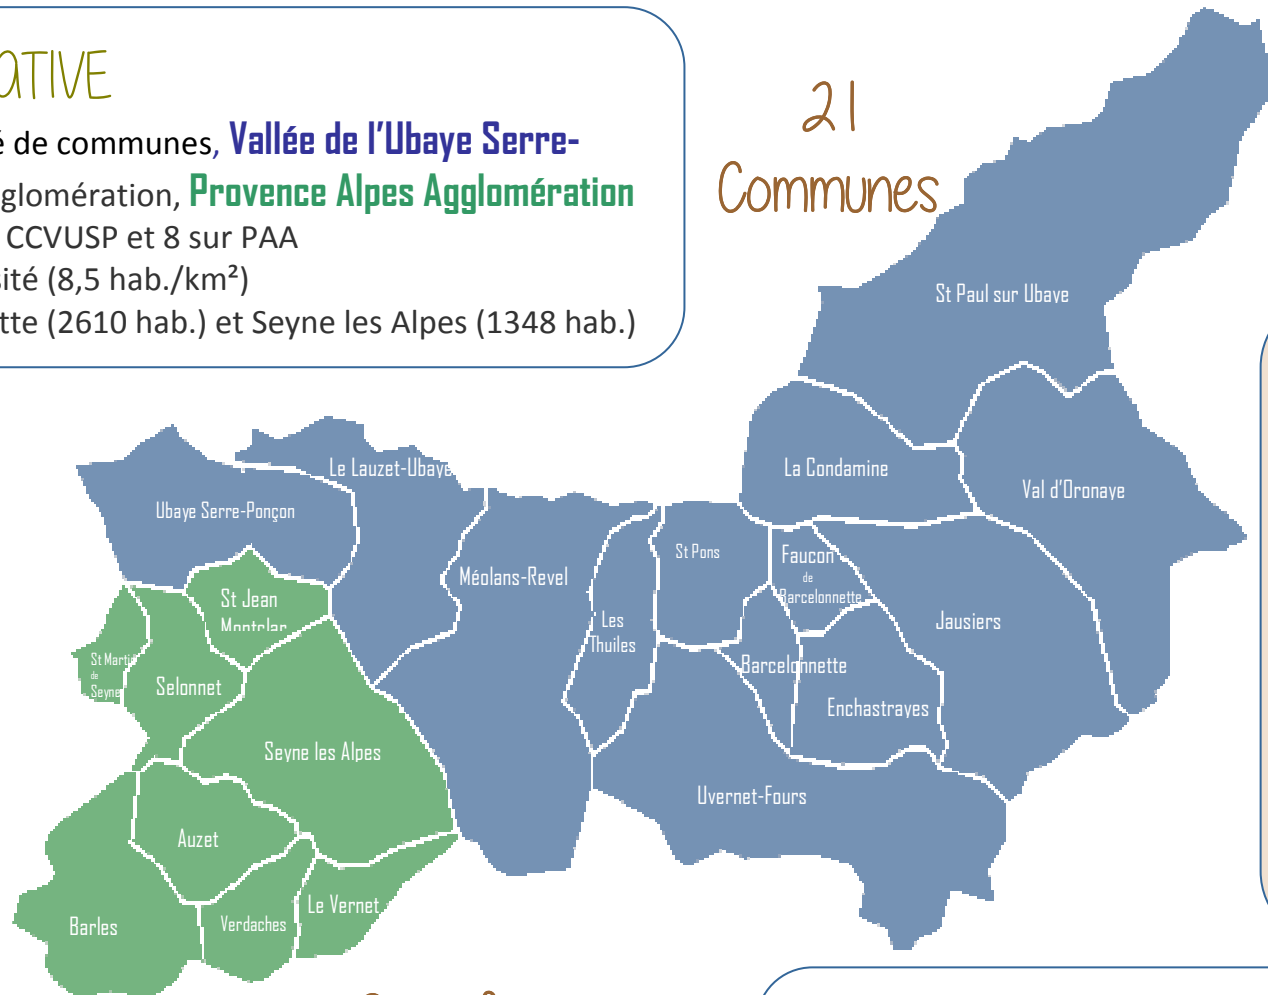 ATIVE
é de communes, Vallée de l'Ubaye Serre-
glomération, Provence Alpes Agglomération
CCVUSP et 8 sur PAA
sité (8,5 hab./km²)
tte (2610 hab.) et Seyne les Alpes (1348 hab.)
21
Communes
St Paul sur Ubaye
Le Lauzet-Ubaye
La Condamine
Val d'Oronaye
Ubaye Serre-Ponçon
St Pons
Faucon
de
Barcelonnette
Méolans-Revel
St Jean
Montclar
Les
Thuiles
Jausiers
St Martin
de
Seyne
Selonnet
Barcelonnette
Enchastrayes
Seyne les Alpes
Uvernet-Fours
Auzet
Le Vernet
Verdaches
Barles